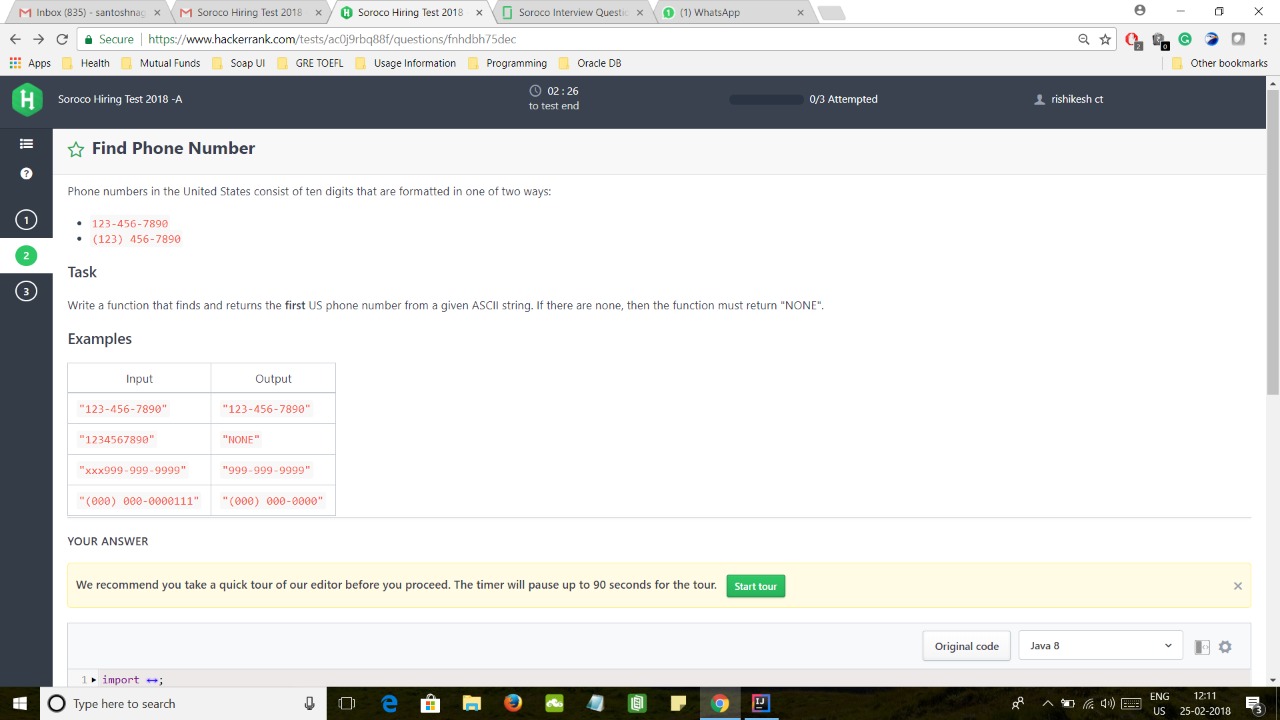 Inbox (835) - santoshnag
Soroco Hiring Test 2018
Soroco Hiring Test 2018
Soroco Interview Questi
(1) WhatsApp
Secure
https://www.hackerrank.com/tests/ac0j9rbq88f/questions/fnhdbh75dec
Apps Health Mutual Funds Soap UI GRE TOEFL Usage Information Programming Oracle DB Other bookmarks
H Soroco Hiring Test 2018 -A
02 : 26
to test end
0/3 Attempted
rishikesh ct
Find Phone Number
Phone numbers in the United States consist of ten digits that are formatted in one of two ways:
123-456-7890
(123) 456-7890
1
2
3
Task
Write a function that finds and returns the first US phone number from a given ASCII string. If there are none, then the function must return "NONE".
Examples
Input Output
"123-456-7890" "123-456-7890"
"1234567890" "NONE"
"xxx999-999-9999" "999-999-9999"
"(000) 000-0000111" "(000) 000-0000"
YOUR ANSWER
We recommend you take a quick tour of our editor before you proceed. The timer will pause up to 90 seconds for the tour. Start tour
Original code Java 8
1 import ;
Type here to search
ENG
US
12:11
25-02-2018
3